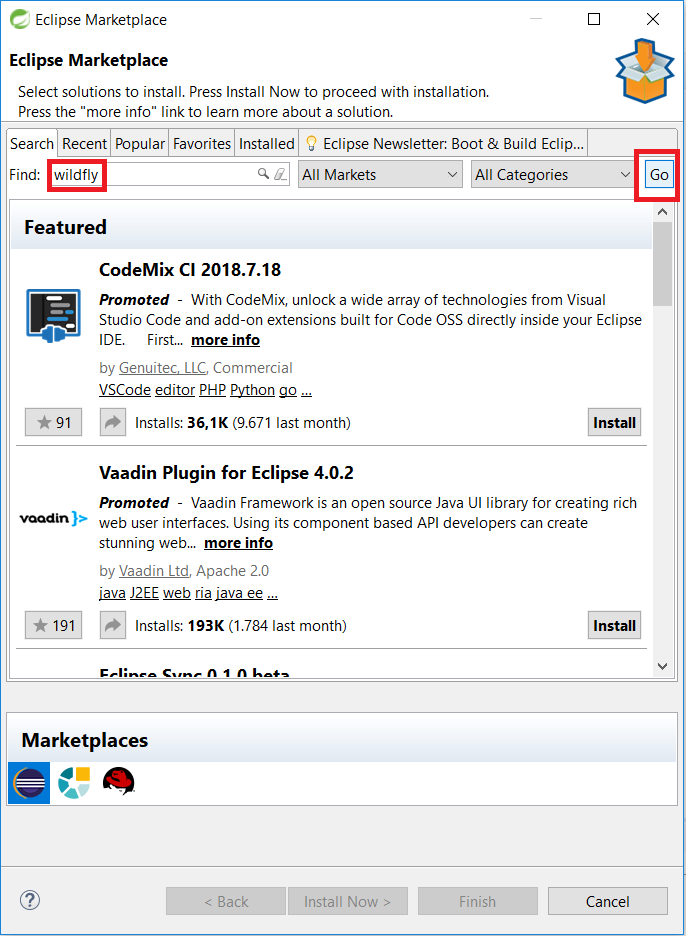 Eclipse Marketplace
Eclipse Marketplace
Select solutions to install. Press Install Now to proceed with installation.
Press the "more info" link to learn more about a solution.
Search Recent Popular Favorites Installed Eclipse Newsletter: Boot & Build Eclip...
Find: wildfly All Markets All Categories Go
Featured
CodeMix CI 2018.7.18
Promoted - With CodeMix, unlock a wide array of technologies from Visual
Studio Code and add-on extensions built for Code OSS directly inside your Eclipse
IDE. First... more info
by Genuitec, LLC, Commercial
VSCode editor PHP Python go ...
91 Installs: 36,1K (9.671 last month) Install
Vaadin Plugin for Eclipse 4.0.2
Promoted - Vaadin Framework is an open source Java UI library for creating rich
vaadin}> web user interfaces. Using its component based API developers can create
stunning web... more info
by Vaadin Ltd, Apache 2.0
java J2EE web ria java ee ...
191 Installs: 193K (1.784 last month) Install
Eclipse Sync 0.1.0 beta
Marketplaces
? < Back Install Now > Finish Cancel